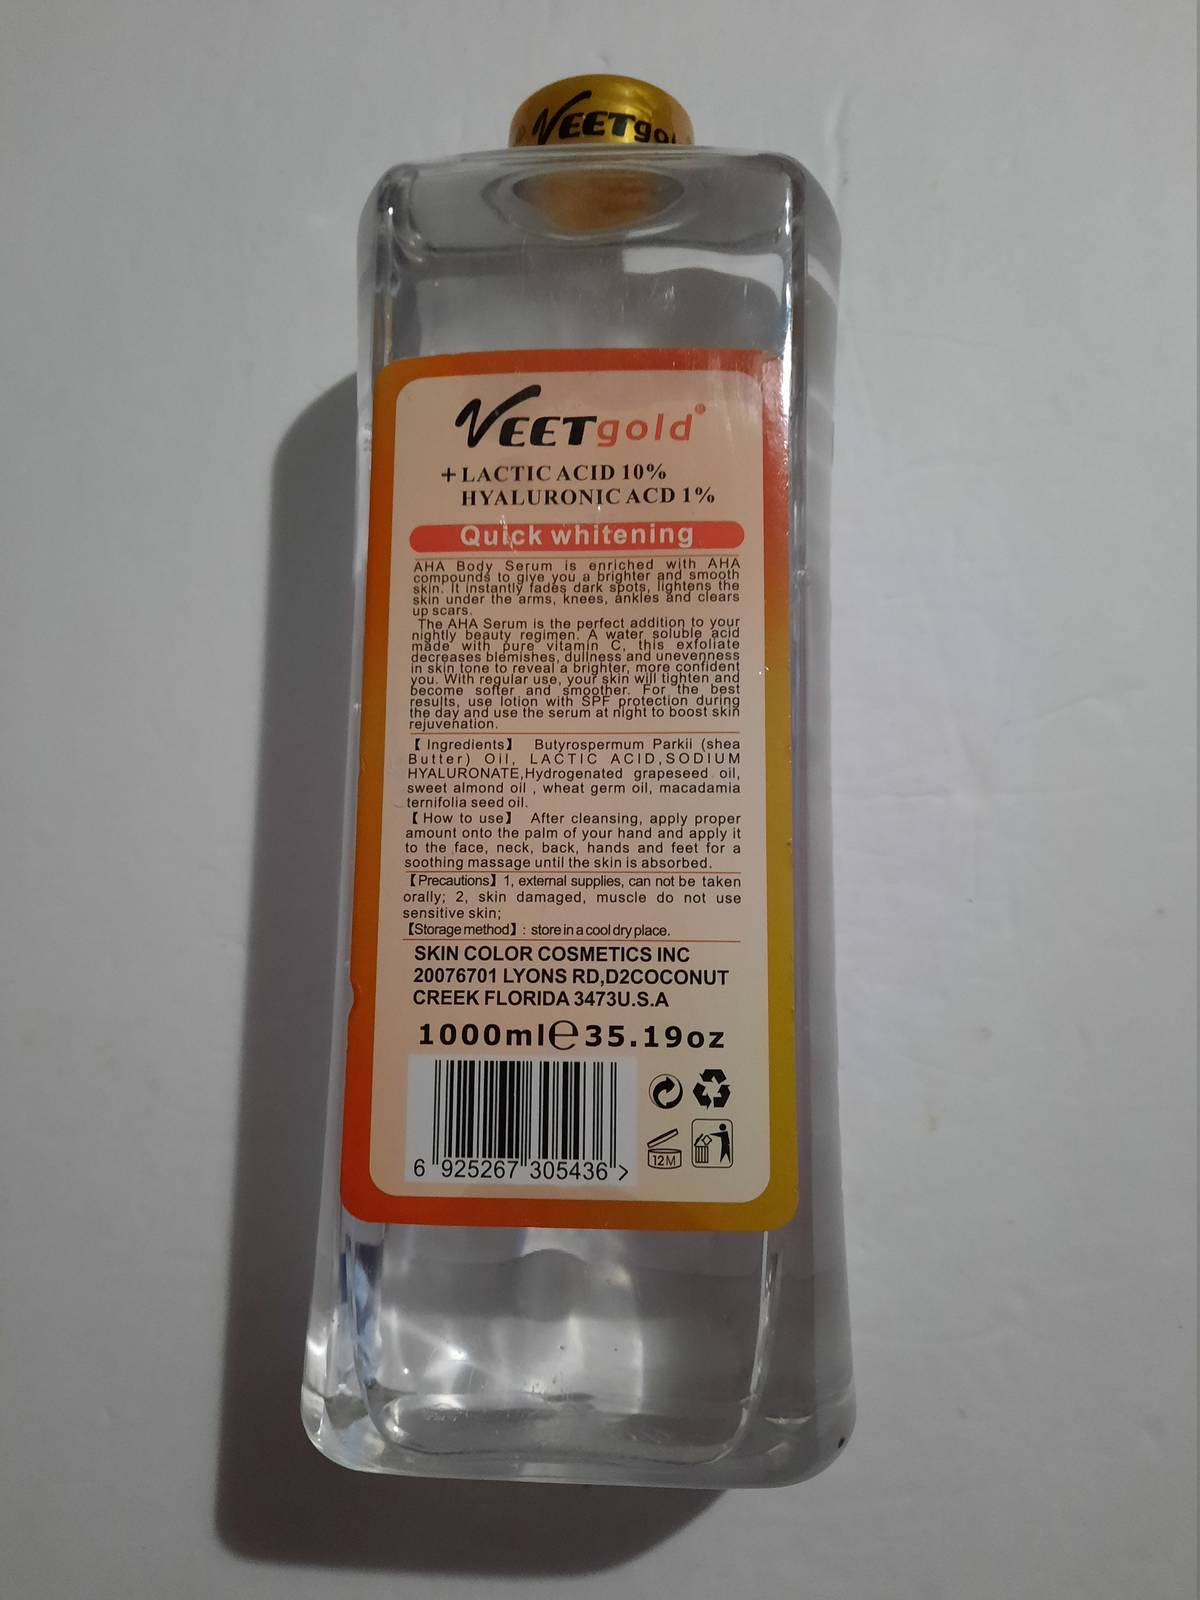 VEETgol
VEETgold®
+LACTIC ACID 10%
HYALURONIC ACD 1%
Quick whitening
AHA Body Serum is enriched with AHA
compounds to give you a brighter and smooth
skin. It instantly fades dark spots, lightens the
skin under the arms, knees, ankles and clears
up scars.
The AHA Serum is the perfect addition to your
nightly beauty regimen. A water soluble acid
made with pure vitamin C, this exfoliate
decreases blemishes, dullness and unevenness
in skin tone to reveal a brighter, more confident
you. With regular use, your skin will tighten and
become softer and smoother. For the best
results, use lotion with SPF protection during
the day and use the serum at night to boost skin
rejuvenation.
【Ingredients】 Butyrospermum Parkii (shea
Butter) Oil, LACTIC ACID,SODIUM
HYALURONATE,Hydrogenated grapeseed oil,
sweet almond oil , wheat germ oil, macadamia
ternifolia seed oil.
【How to use】 After cleansing, apply proper
amount onto the palm of your hand and apply it
to the face, neck, back, hands and feet for a
soothing massage until the skin is absorbed.
【Precautions】1, external supplies, can not be taken
orally; 2, skin damaged, muscle do not use
sensitive skin;
【Storage method】: store in a cool dry place.
SKIN COLOR COSMETICS INC
20076701 LYONS RD,D2COCONUT
CREEK FLORIDA 3473U.S.A
1000ml℮35.19oz
6 925267 305436 >
12M